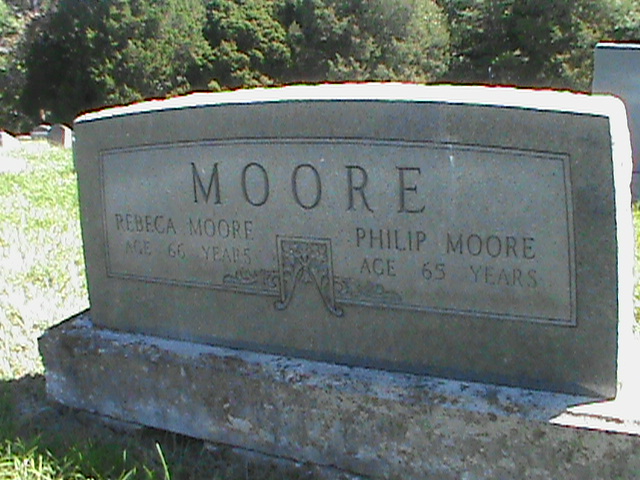 MOORE
REBECA MOORE
AGE 66 YEARS
PHILIP MOORE
AGE 65 YEARS